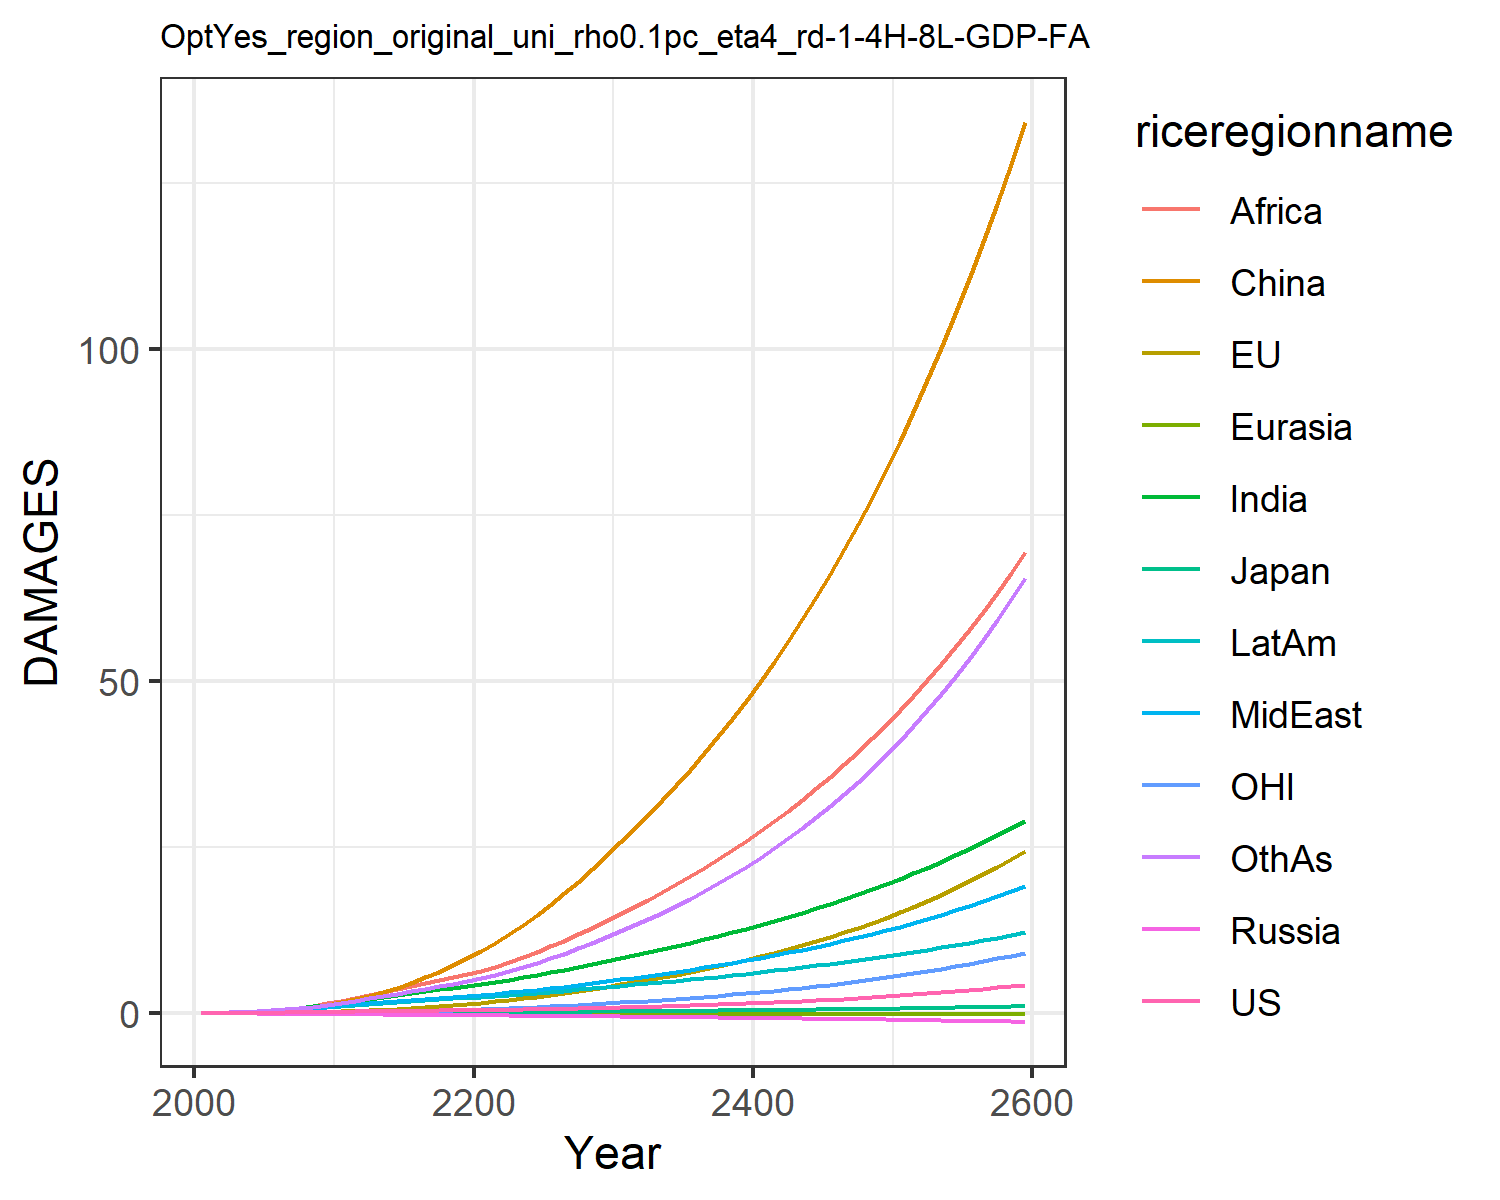 OptYes_region_original_uni_rho0.1pc_eta4_rd-1-4H-8L-GDP-FA
riceregionname
Africa
China
EU
Eurasia
India
Japan
LatAm
MidEast
OHI
OthAs
Russia
US
DAMAGES
100
50
0
2000
2200
2400
2600
Year